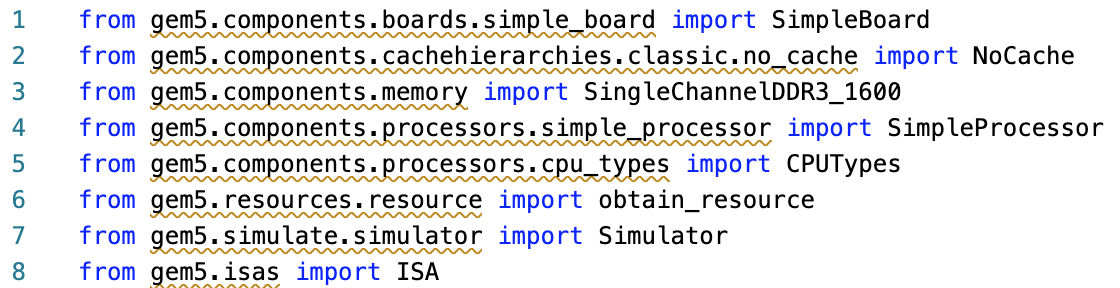 1 from gem5.components.boards.simple_board import SimpleBoard
2 from gem5.components.cachehierarchies.classic.no_cache import NoCache
3 from gem5.components.memory import SingleChannelDDR3_1600
4 from gem5.components.processors.simple_processor import SimpleProcessor
5 from gem5.components.processors.cpu_types import CPUTypes
6 from gem5.resources.resource import obtain_resource
7 from gem5.simulate.simulator import Simulator
8 from gem5.isas import ISA